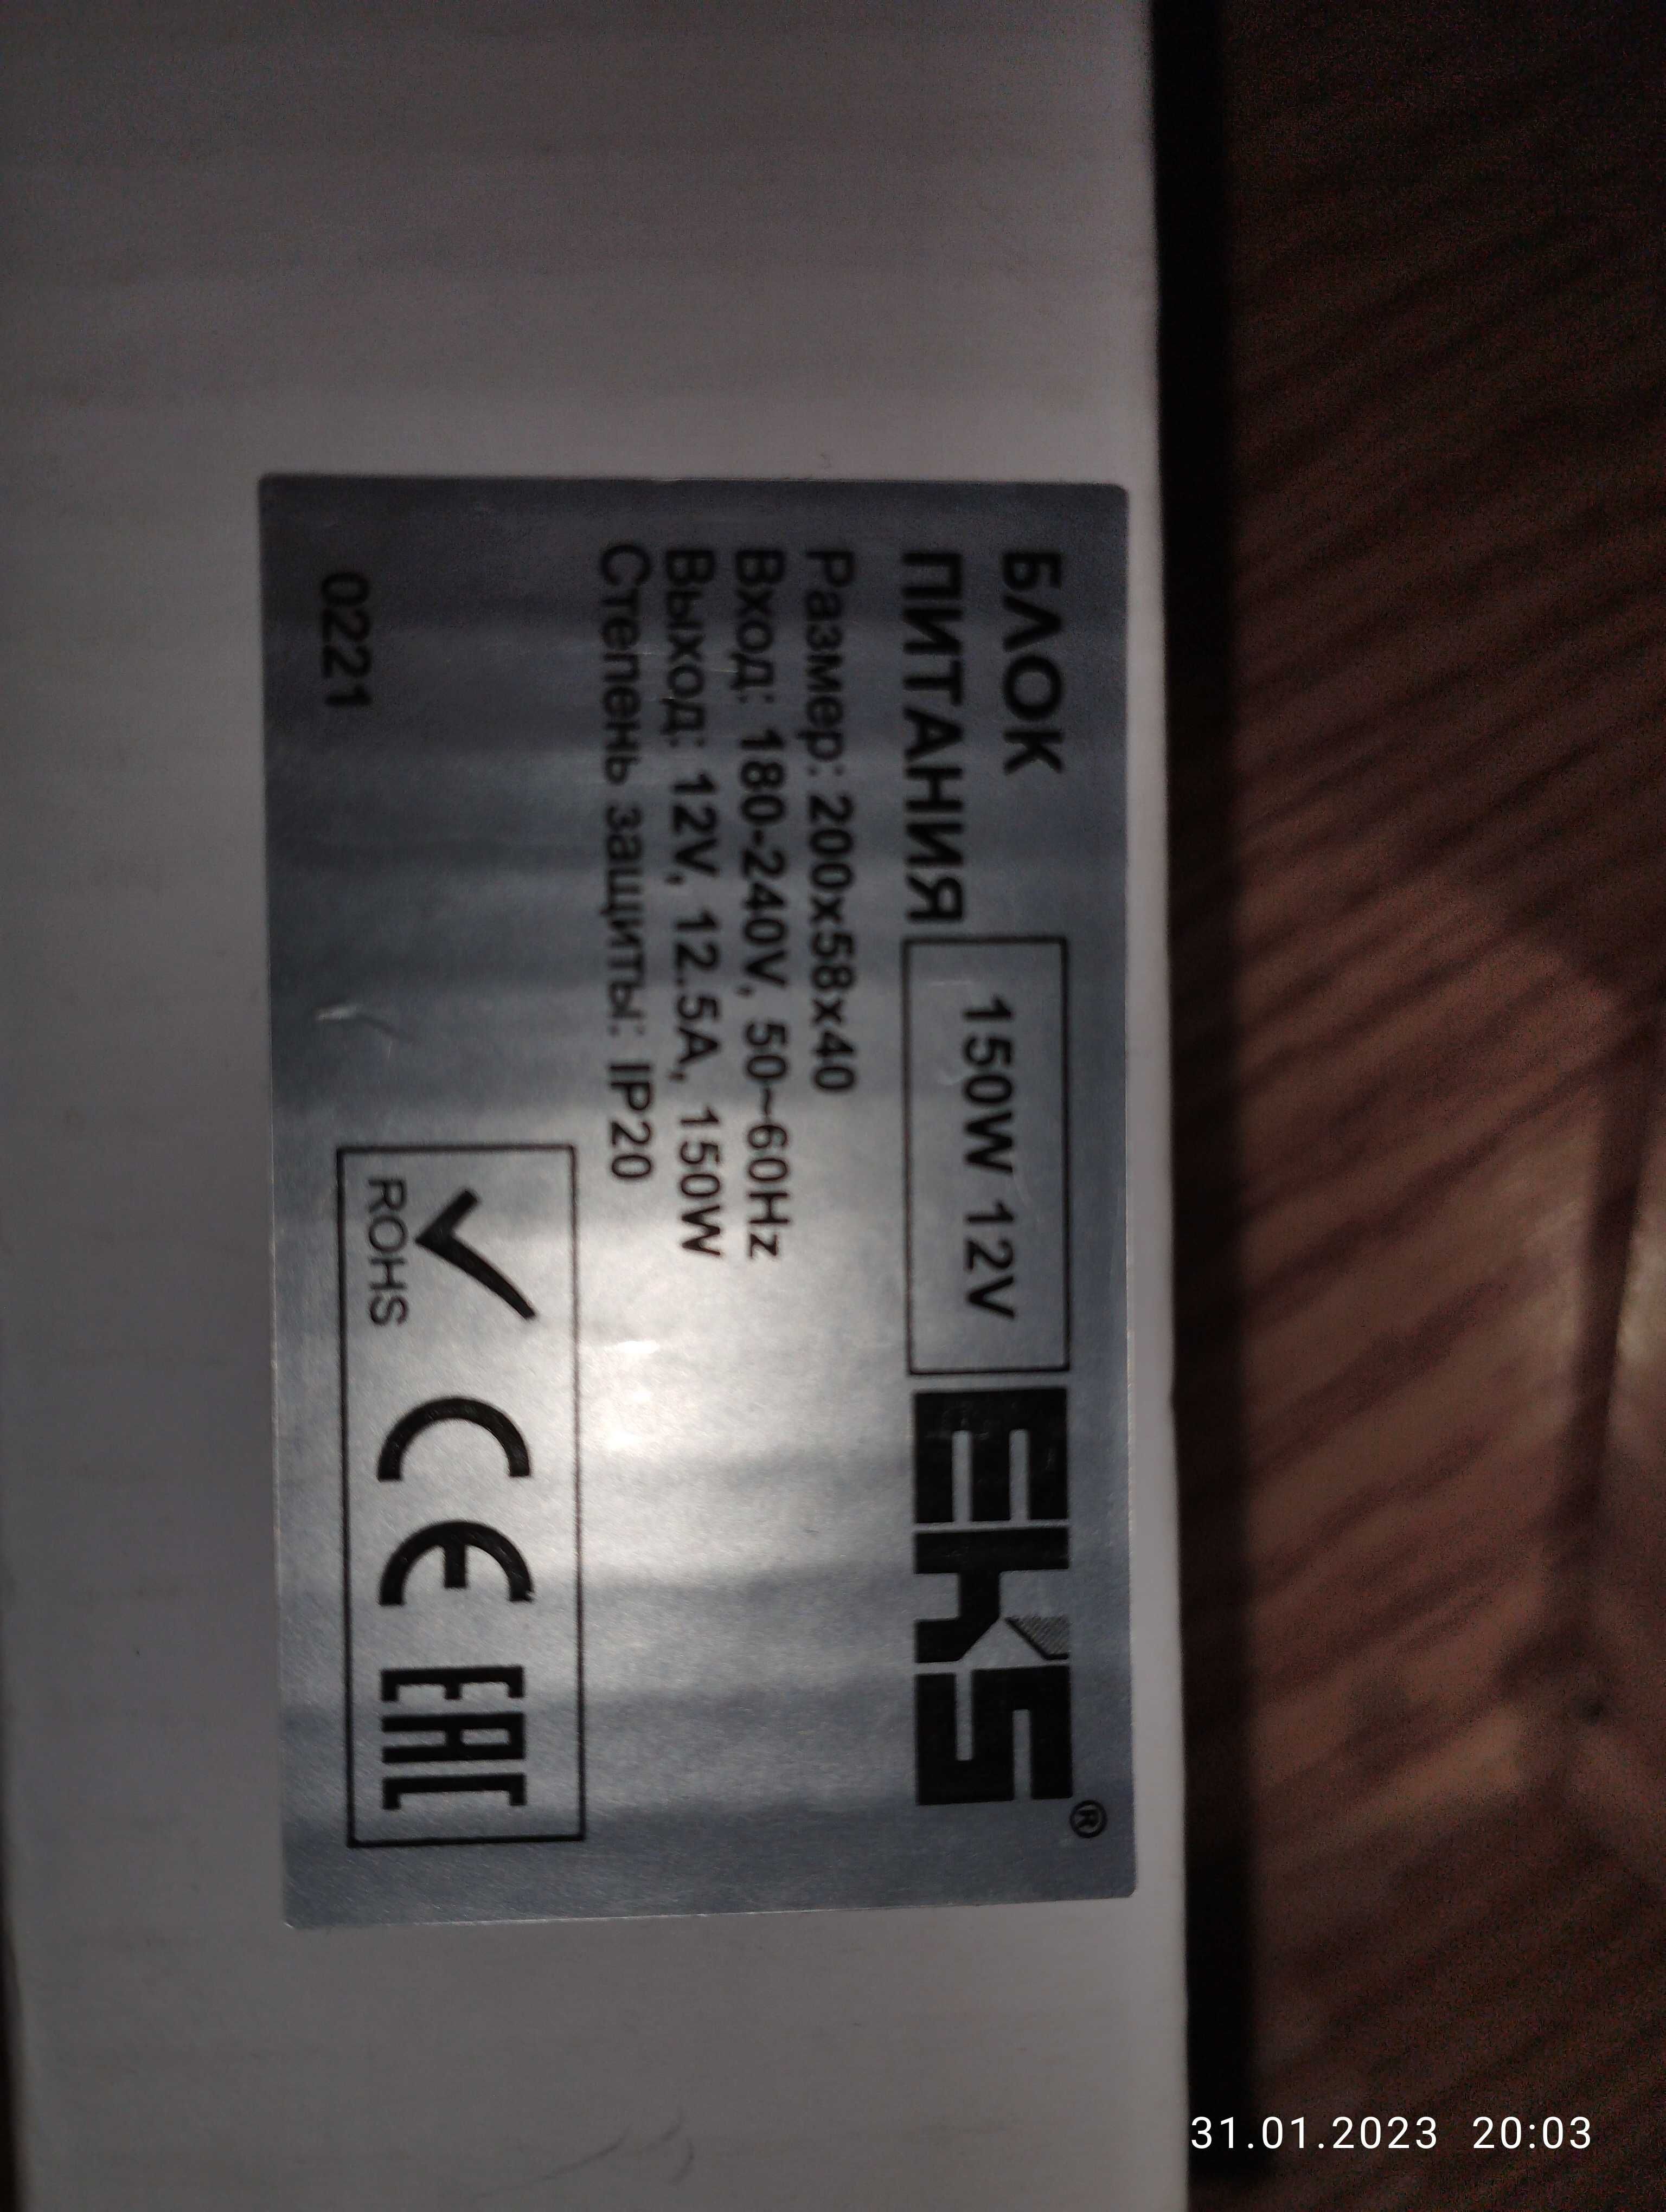 БЛОК
ПИТАНИЯ
150W 12V
EKS®
Размер: 200x58x40
Вход: 180-240V, 50~60Hz
Выход: 12V, 12.5A, 150W
Степень защиты: IP20
0221
ROHS
CE
EAC
31.01.2023 20:03